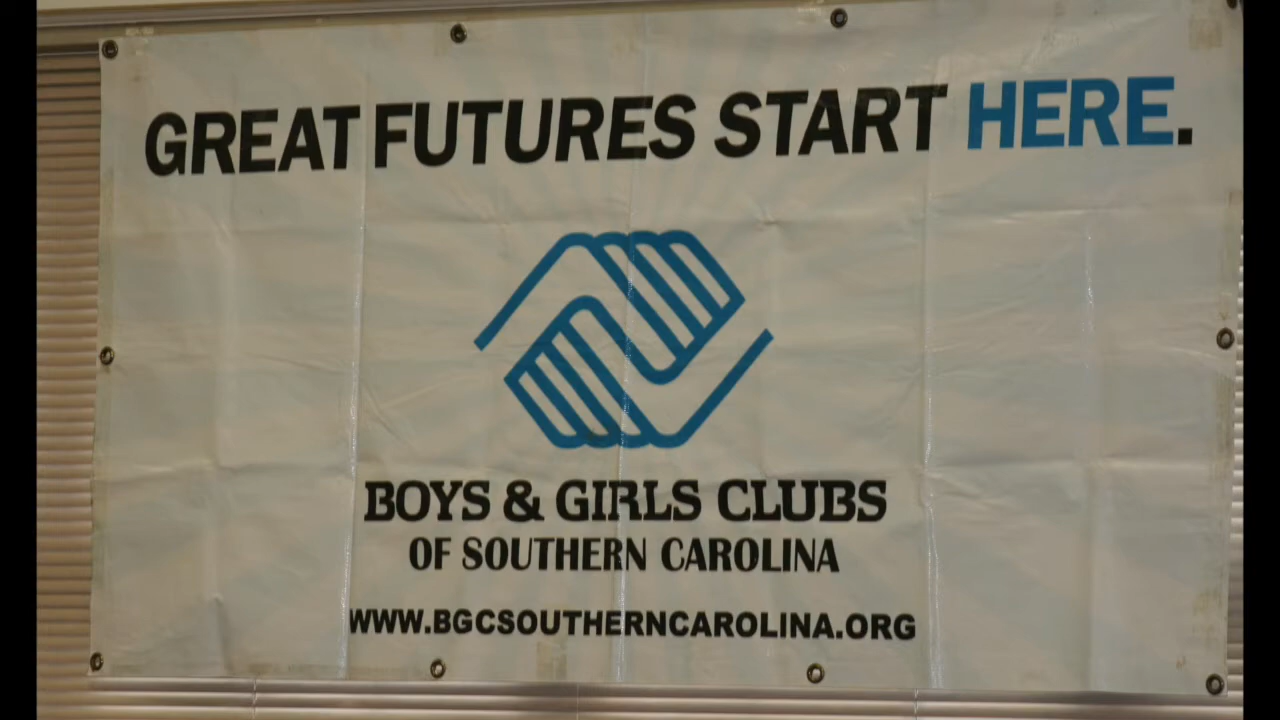 GREAT FUTURES START HERE.
BOYS & GIRLS CLUBS
OF SOUTHERN CAROLINA
WWW.BGCSOUTHERNCAROLINA.ORG